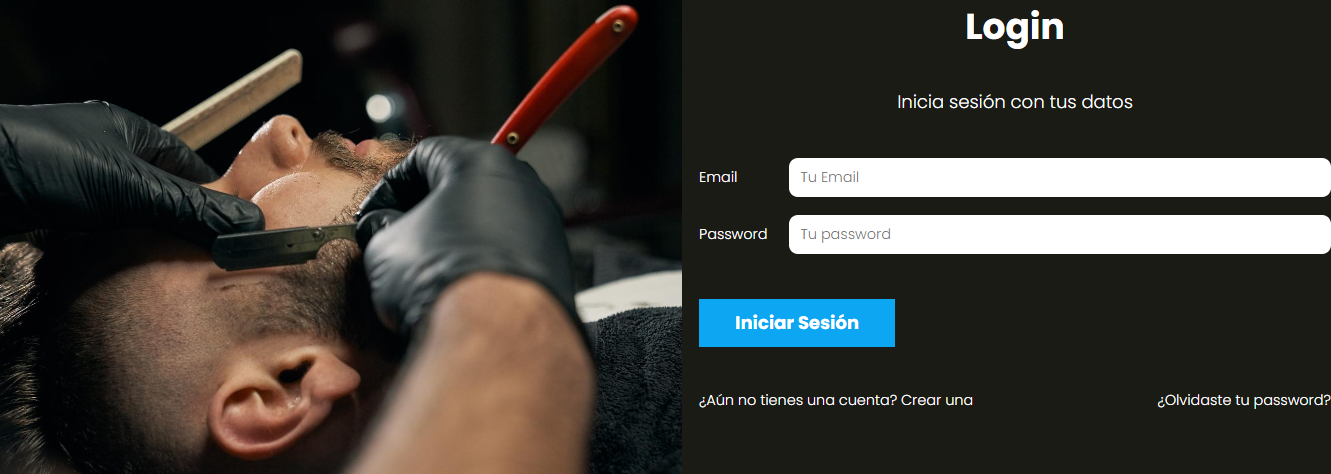 Login
Inicia sesión con tus datos
Email
Tu Email
Password
Tu password
Iniciar Sesión
¿Aún no tienes una cuenta? Crear una
¿Olvidaste tu password?